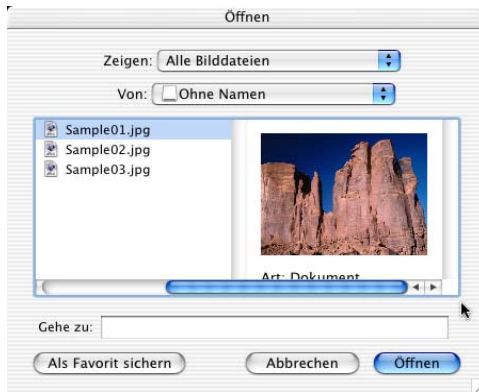 Öffnen
Zeigen: Alle Bilddateien
Von: Ohne Namen
Sample01.jpg
Sample02.jpg
Sample03.jpg
Art: Dokument
Gehe zu:
Als Favorit sichern Abbrechen Öffnen